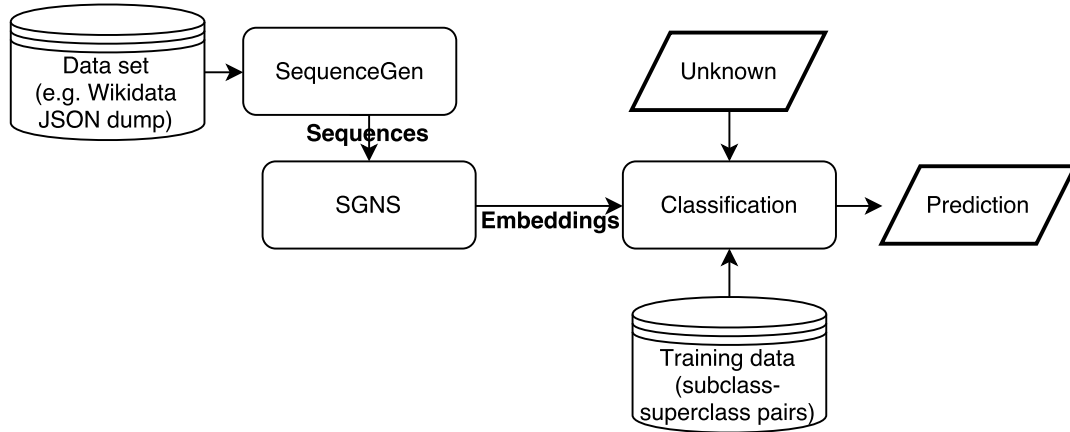 Data set
(e.g. Wikidata
JSON dump)
SequenceGen
Sequences
SGNS
Embeddings
Unknown
Classification
Prediction
Training data
(subclass-
superclass pairs)